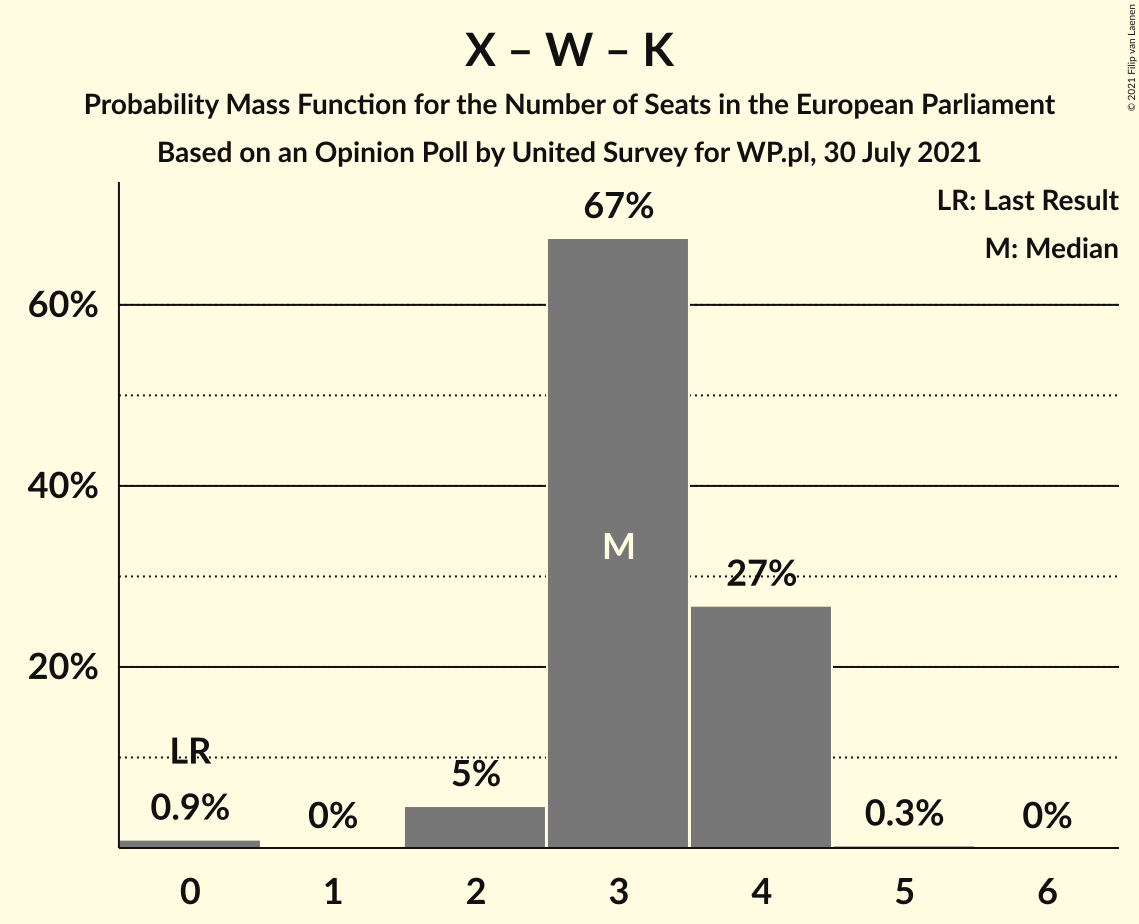 X – W – K
Probability Mass Function for the Number of Seats in the European Parliament
Based on an Opinion Poll by United Survey for WP.pl, 30 July 2021
© 2021 Filip van Laenen
LR: Last Result
M: Median
67%
60%
40%
M
27%
20%
LR
5%
0.9%
0%
0.3%
0%
0 1 2 3 4 5 6